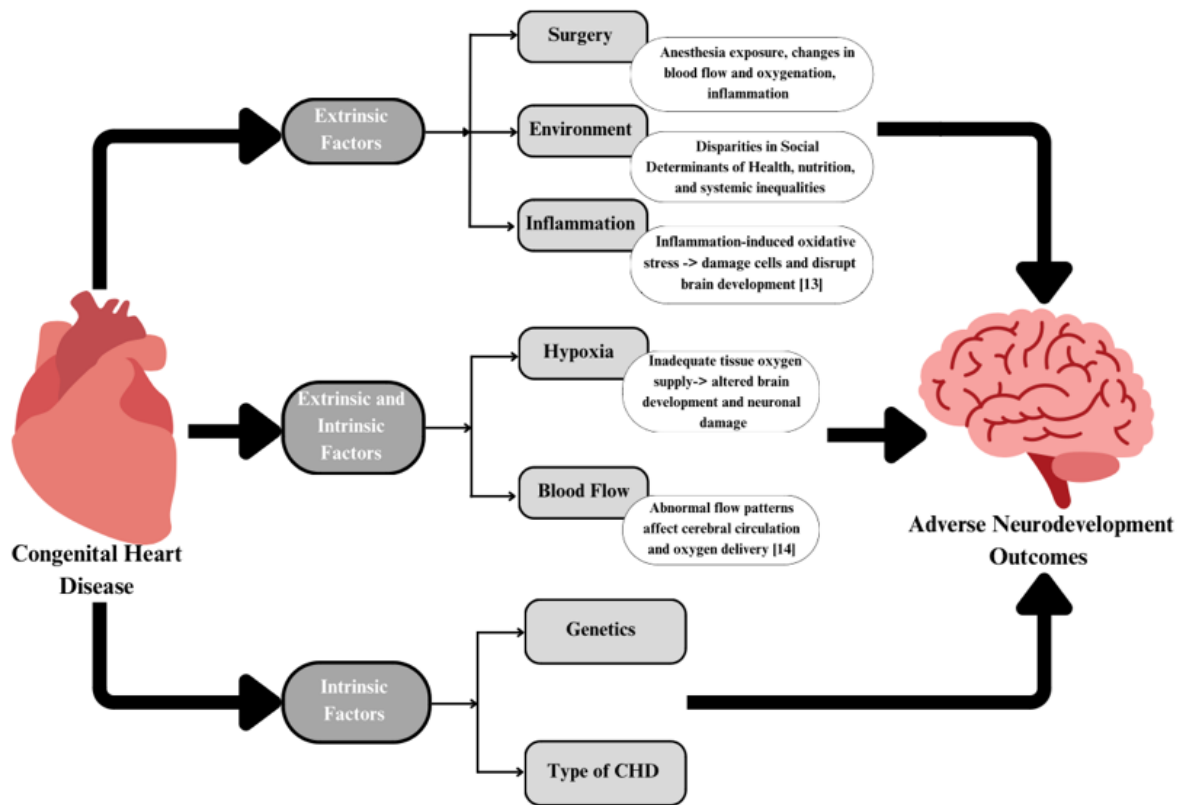 Surgery
Anesthesia exposure, changes in
blood flow and oxygenation,
inflammation
Extrinsic
Factors
Environment
Disparities in Social
Determinants of Health, nutrition,
and systemic inequalities
Inflammation
Inflammation-induced oxidative
stress -> damage cells and disrupt
brain development [13]
Hypoxia
Inadequate tissue oxygen
supply-> altered brain
development and neuronal
damage
Extrinsic and
Intrinsic
Factors
Blood Flow
Abnormal flow patterns
affect cerebral circulation
and oxygen delivery [14]
Congenital Heart
Disease
Adverse Neurodevelopment
Outcomes
Genetics
Intrinsic
Factors
Type of CHD